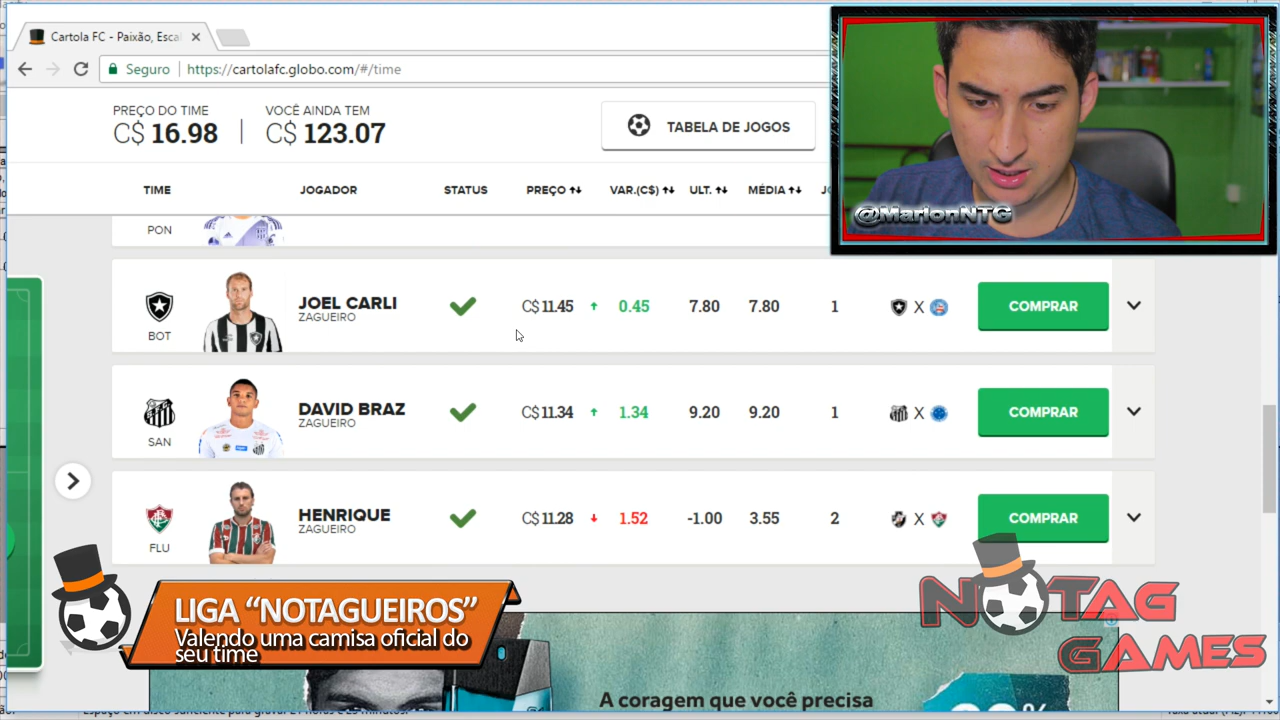 Cartola FC - Paixão, Escal
Seguro
https://cartolafc.globo.com/#/time
@MarlonNTG
PREÇO DO TIME
C$ 16.98
VOCÊ AINDA TEM
C$ 123.07
TABELA DE JOGOS
TIME JOGADOR STATUS PREÇO VAR.(C$) ULT. MÉDIA
PON
BOT
JOEL CARLI
ZAGUEIRO
C$ 11.45 0.45 7.80 7.80 1 X COMPRAR
SAN
DAVID BRAZ
ZAGUEIRO
C$ 11.34 1.34 9.20 9.20 1 X COMPRAR
FLU
HENRIQUE
ZAGUEIRO
C$ 11.28 1.52 -1.00 3.55 2 X COMPRAR
LIGA “NOTAGUEIROS”
Valendo uma camisa oficial do
seu time
NOTAG
GAMES
A coragem que você precisa